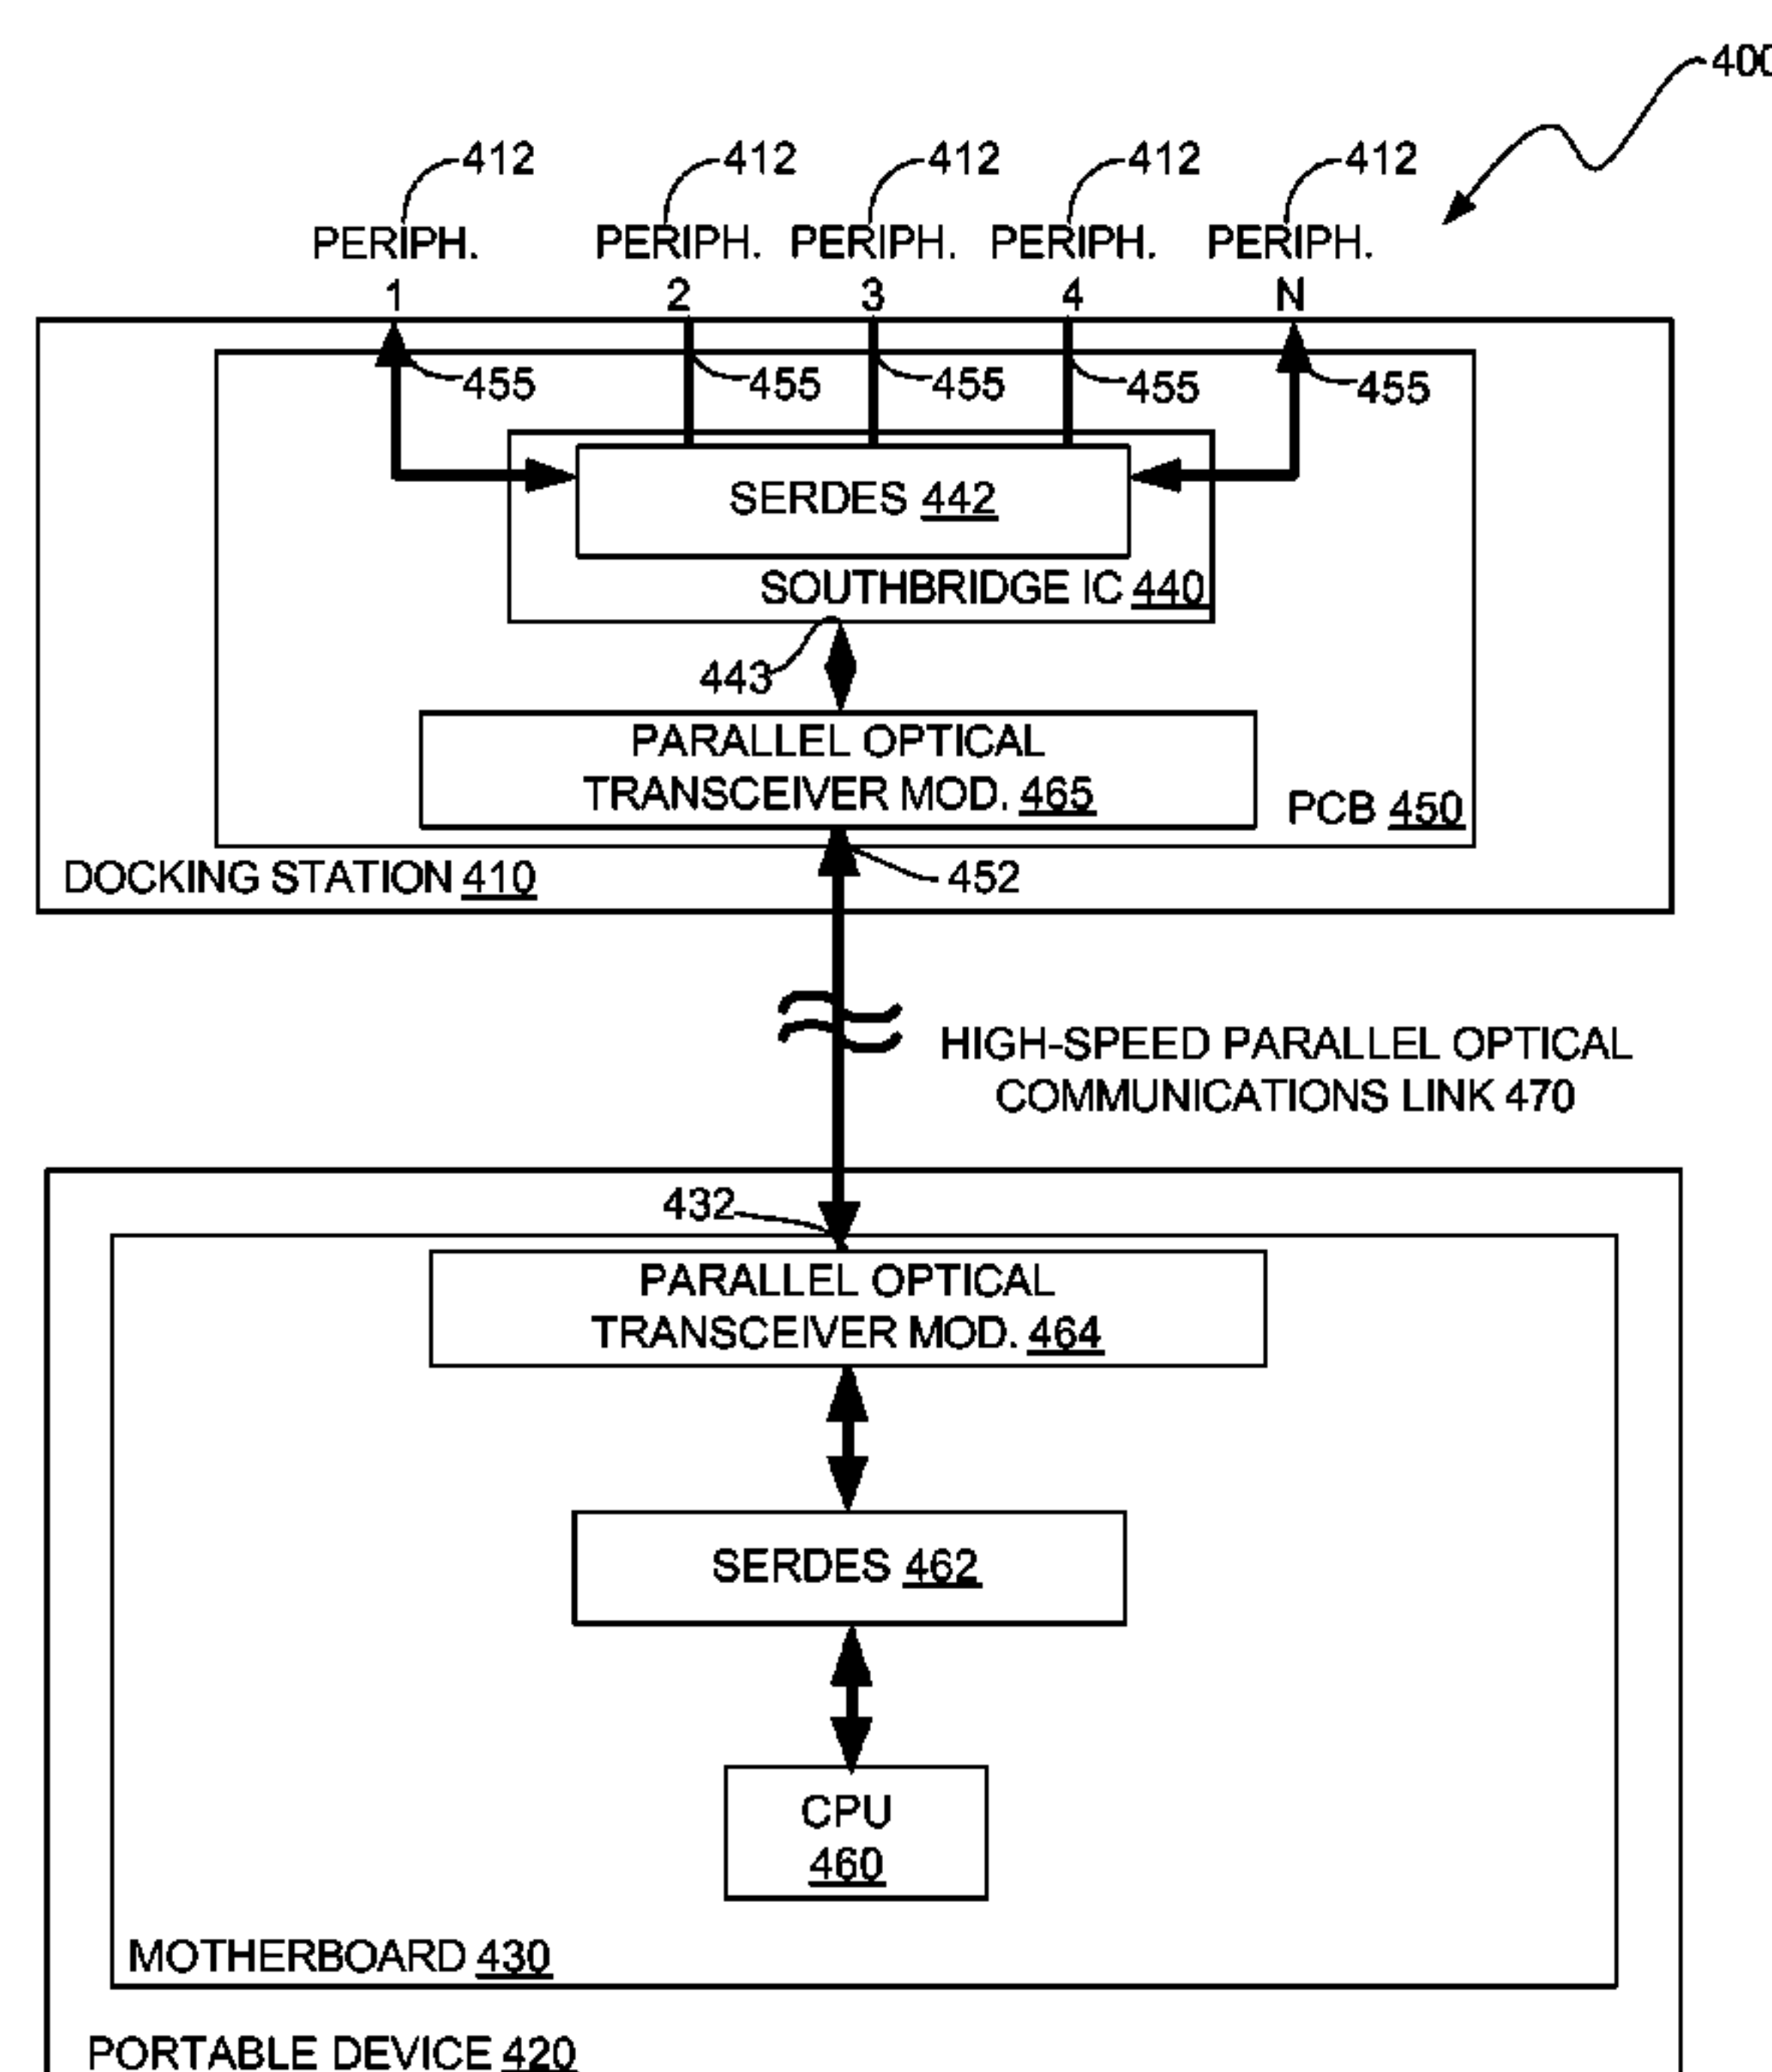 400
412 412 412 412 412
PERIPH. PERIPH. PERIPH. PERIPH. PERIPH.
1 2 3 4 N
455 455 455 455 455
SERDES 442
SOUTHBRIDGE IC 440
443
PARALLEL OPTICAL
TRANSCEIVER MOD. 465
PCB 450
DOCKING STATION 410
452
HIGH-SPEED PARALLEL OPTICAL
COMMUNICATIONS LINK 470
432
PARALLEL OPTICAL
TRANSCEIVER MOD. 464
SERDES 462
CPU
460
MOTHERBOARD 430
PORTABLE DEVICE 420